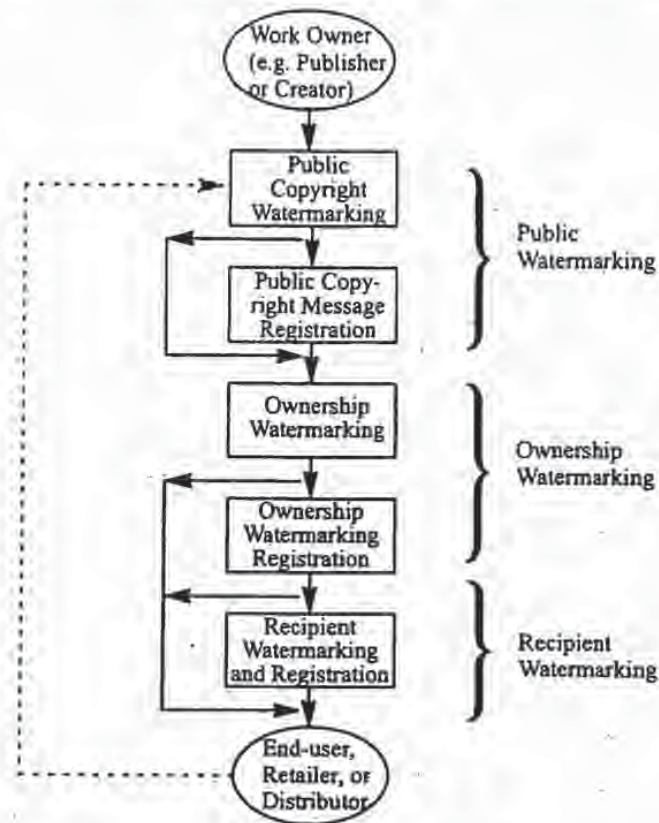 Work Owner
(e.g. Publisher
or Creator)
Public
Copyright
Watermarking
Public
Watermarking
Public Copy-
right Message
Registration
Ownership
Watermarking
Ownership
Watermarking
Ownership
Watermarking
Registration
Recipient
Watermarking
and Registration
Recipient
Watermarking
End-user,
Retailer, or
Distributor